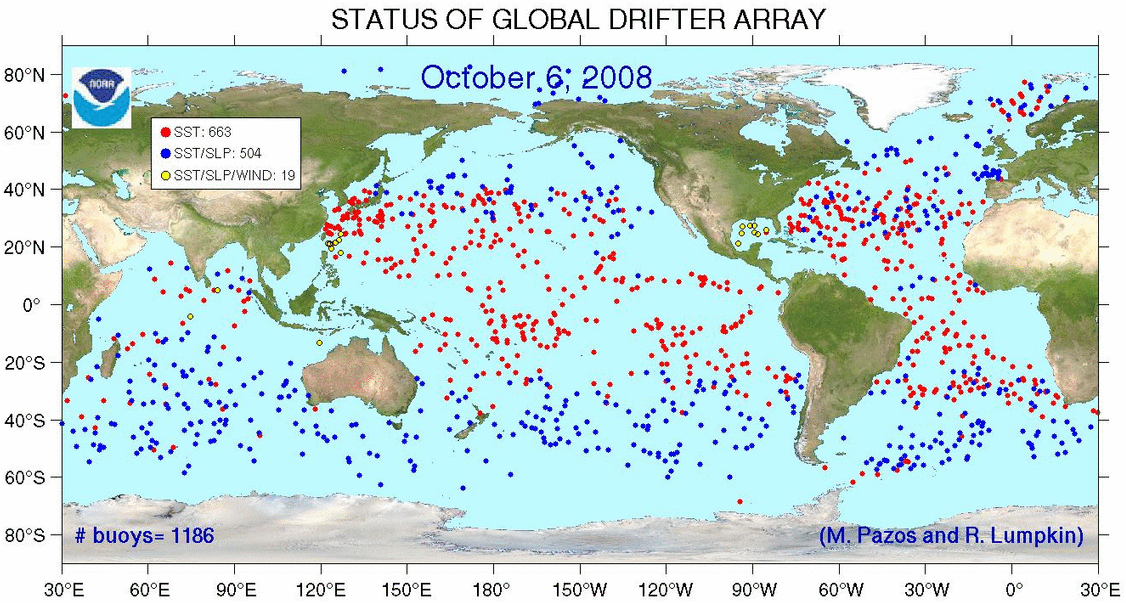 STATUS OF GLOBAL DRIFTER ARRAY
October 6, 2008
NOAA
SST: 663
SST/SLP: 504
SST/SLP/WIND: 19
80°N
60°N
40°N
20°N
0°
20°S
40°S
60°S
80°S
# buoys= 1186
(M. Pazos and R. Lumpkin)
30°E 60°E 90°E 120°E 150°E 180° 150°W 120°W 90°W 60°W 30°W 0° 30°E